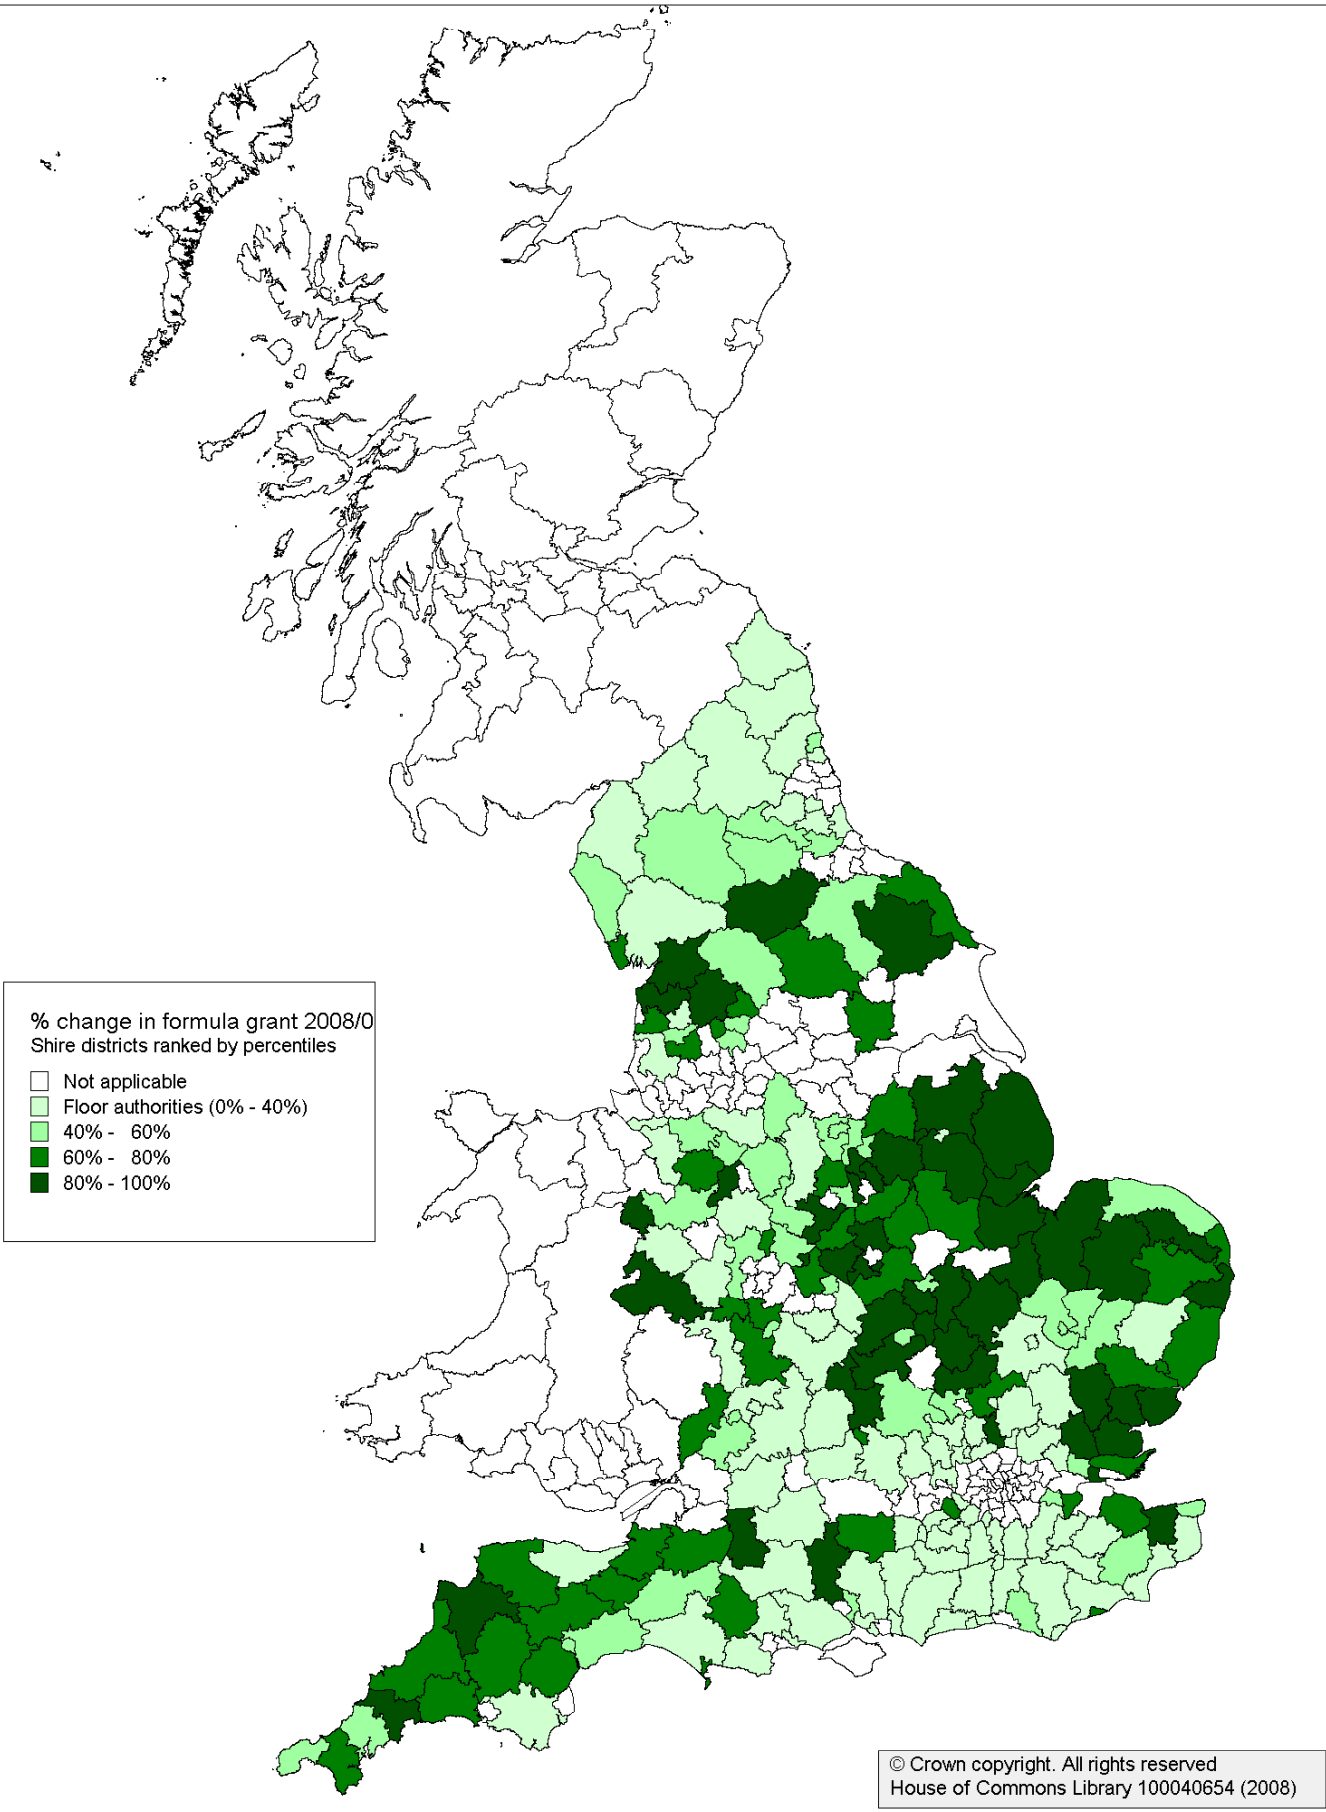 % change in formula grant 2008/0
Shire districts ranked by percentiles
Not applicable
Floor authorities (0% - 40%)
40% - 60%
60% - 80%
80% - 100%
© Crown copyright. All rights reserved
House of Commons Library 100040654 (2008)